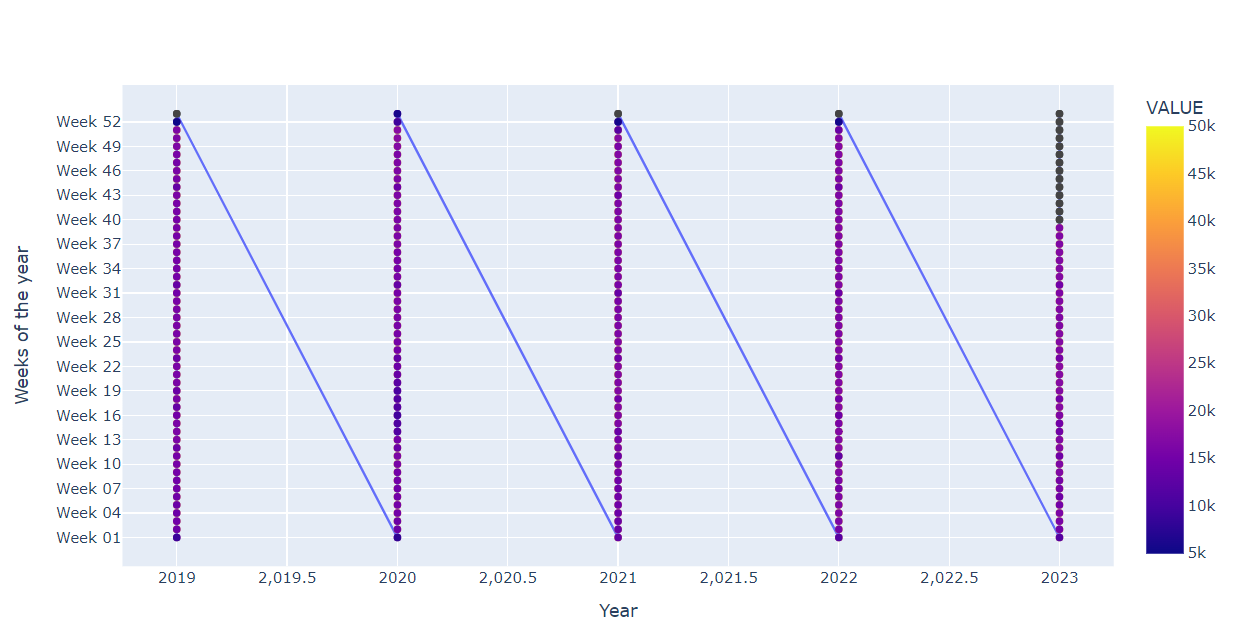 VALUE
50k
45k
40k
35k
30k
25k
20k
15k
10k
5k
Weeks of the year
Week 52
Week 49
Week 46
Week 43
Week 40
Week 37
Week 34
Week 31
Week 28
Week 25
Week 22
Week 19
Week 16
Week 13
Week 10
Week 07
Week 04
Week 01
2019 2,019.5 2020 2,020.5 2021 2,021.5 2022 2,022.5 2023
Year